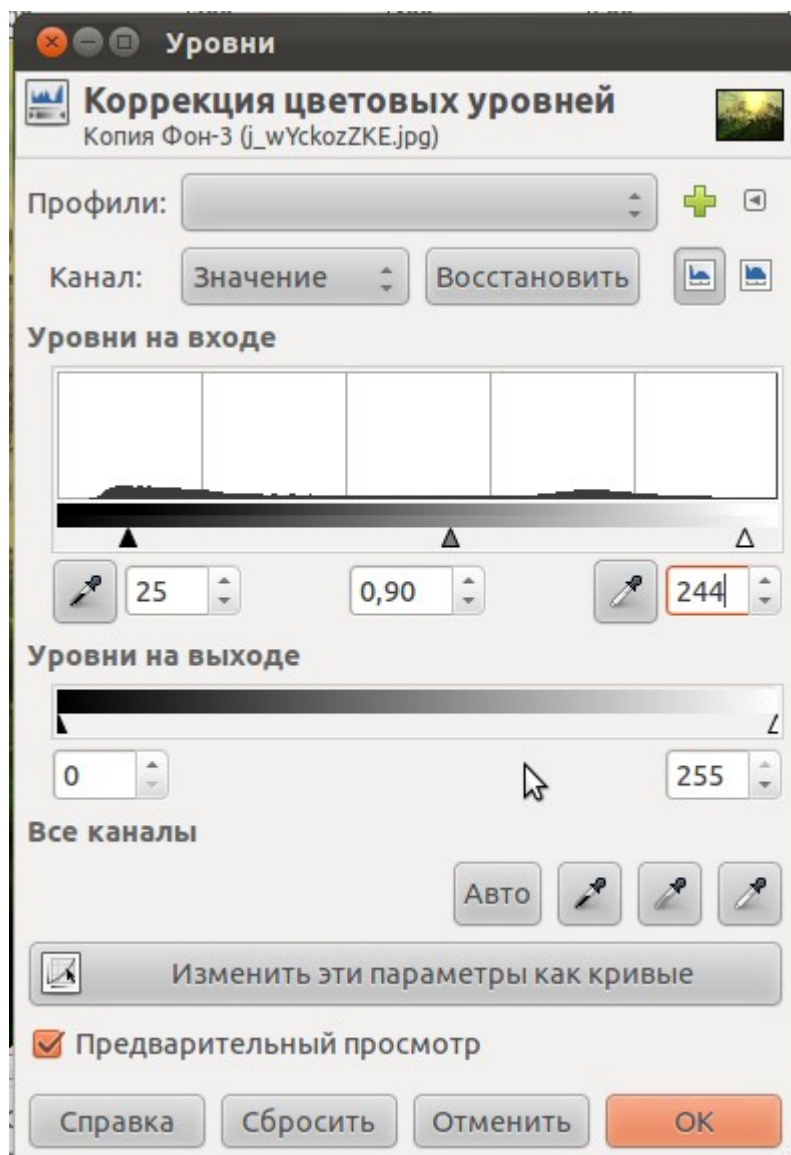 Уровни
Коррекция цветовых уровней
Копия Фон-3 (j_wYckozZKE.jpg)
Профили:
Канал: Значение Восстановить
Уровни на входе
25 0,90 244
Уровни на выходе
0 255
Все каналы
Авто
Изменить эти параметры как кривые
Предварительный просмотр
Справка Сбросить Отменить OK